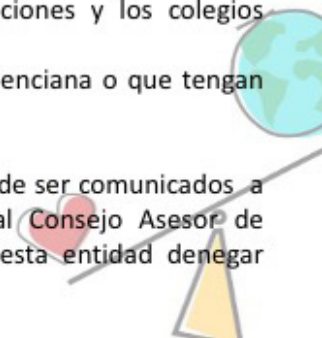 ciones y los colegios
enciana o que tengan
de ser comunicados a
al Consejo Asesor de
esta entidad denegar